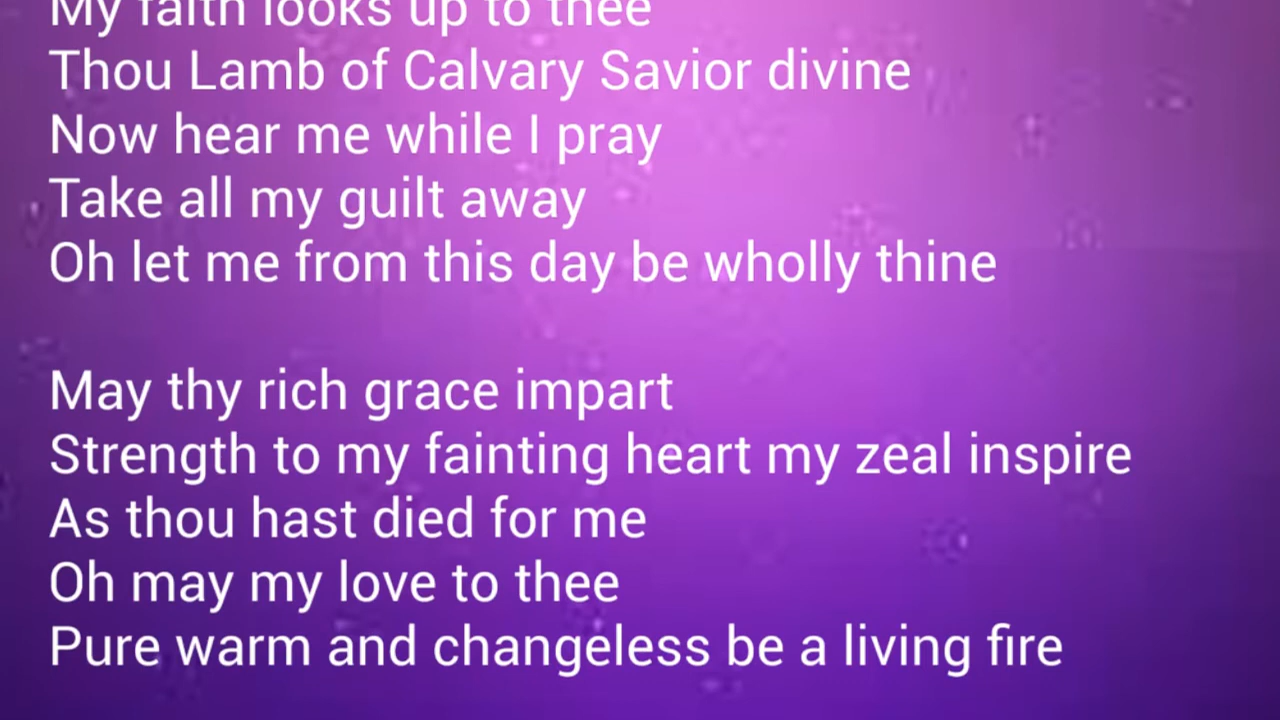 My faith looks up to thee
Thou Lamb of Calvary Savior divine
Now hear me while I pray
Take all my guilt away
Oh let me from this day be wholly thine
May thy rich grace impart
Strength to my fainting heart my zeal inspire
As thou hast died for me
Oh may my love to thee
Pure warm and changeless be a living fire